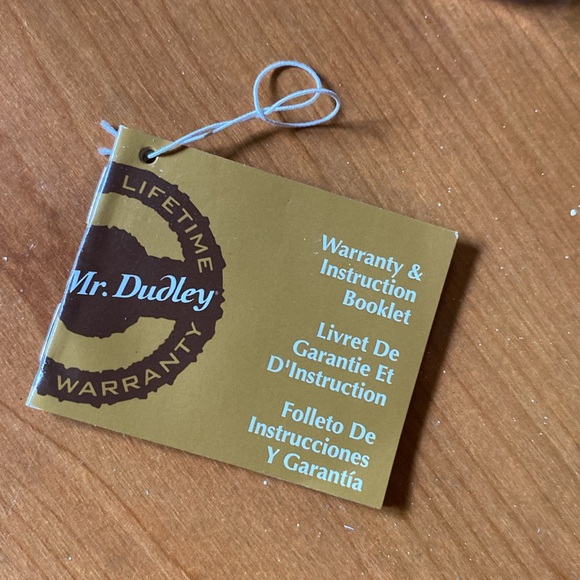 LIFETIME
Mr. Dudley
WARRANTY
Warranty &
Instruction
Booklet
Livret De
Garantie Et
D'Instruction
Folleto De
Instrucciones
Y Garantía